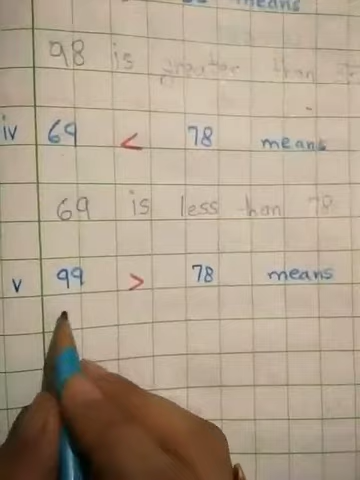 means
98 is greater than
iv 69 < 78 means
69 is less than 78
v 99 > 78 means